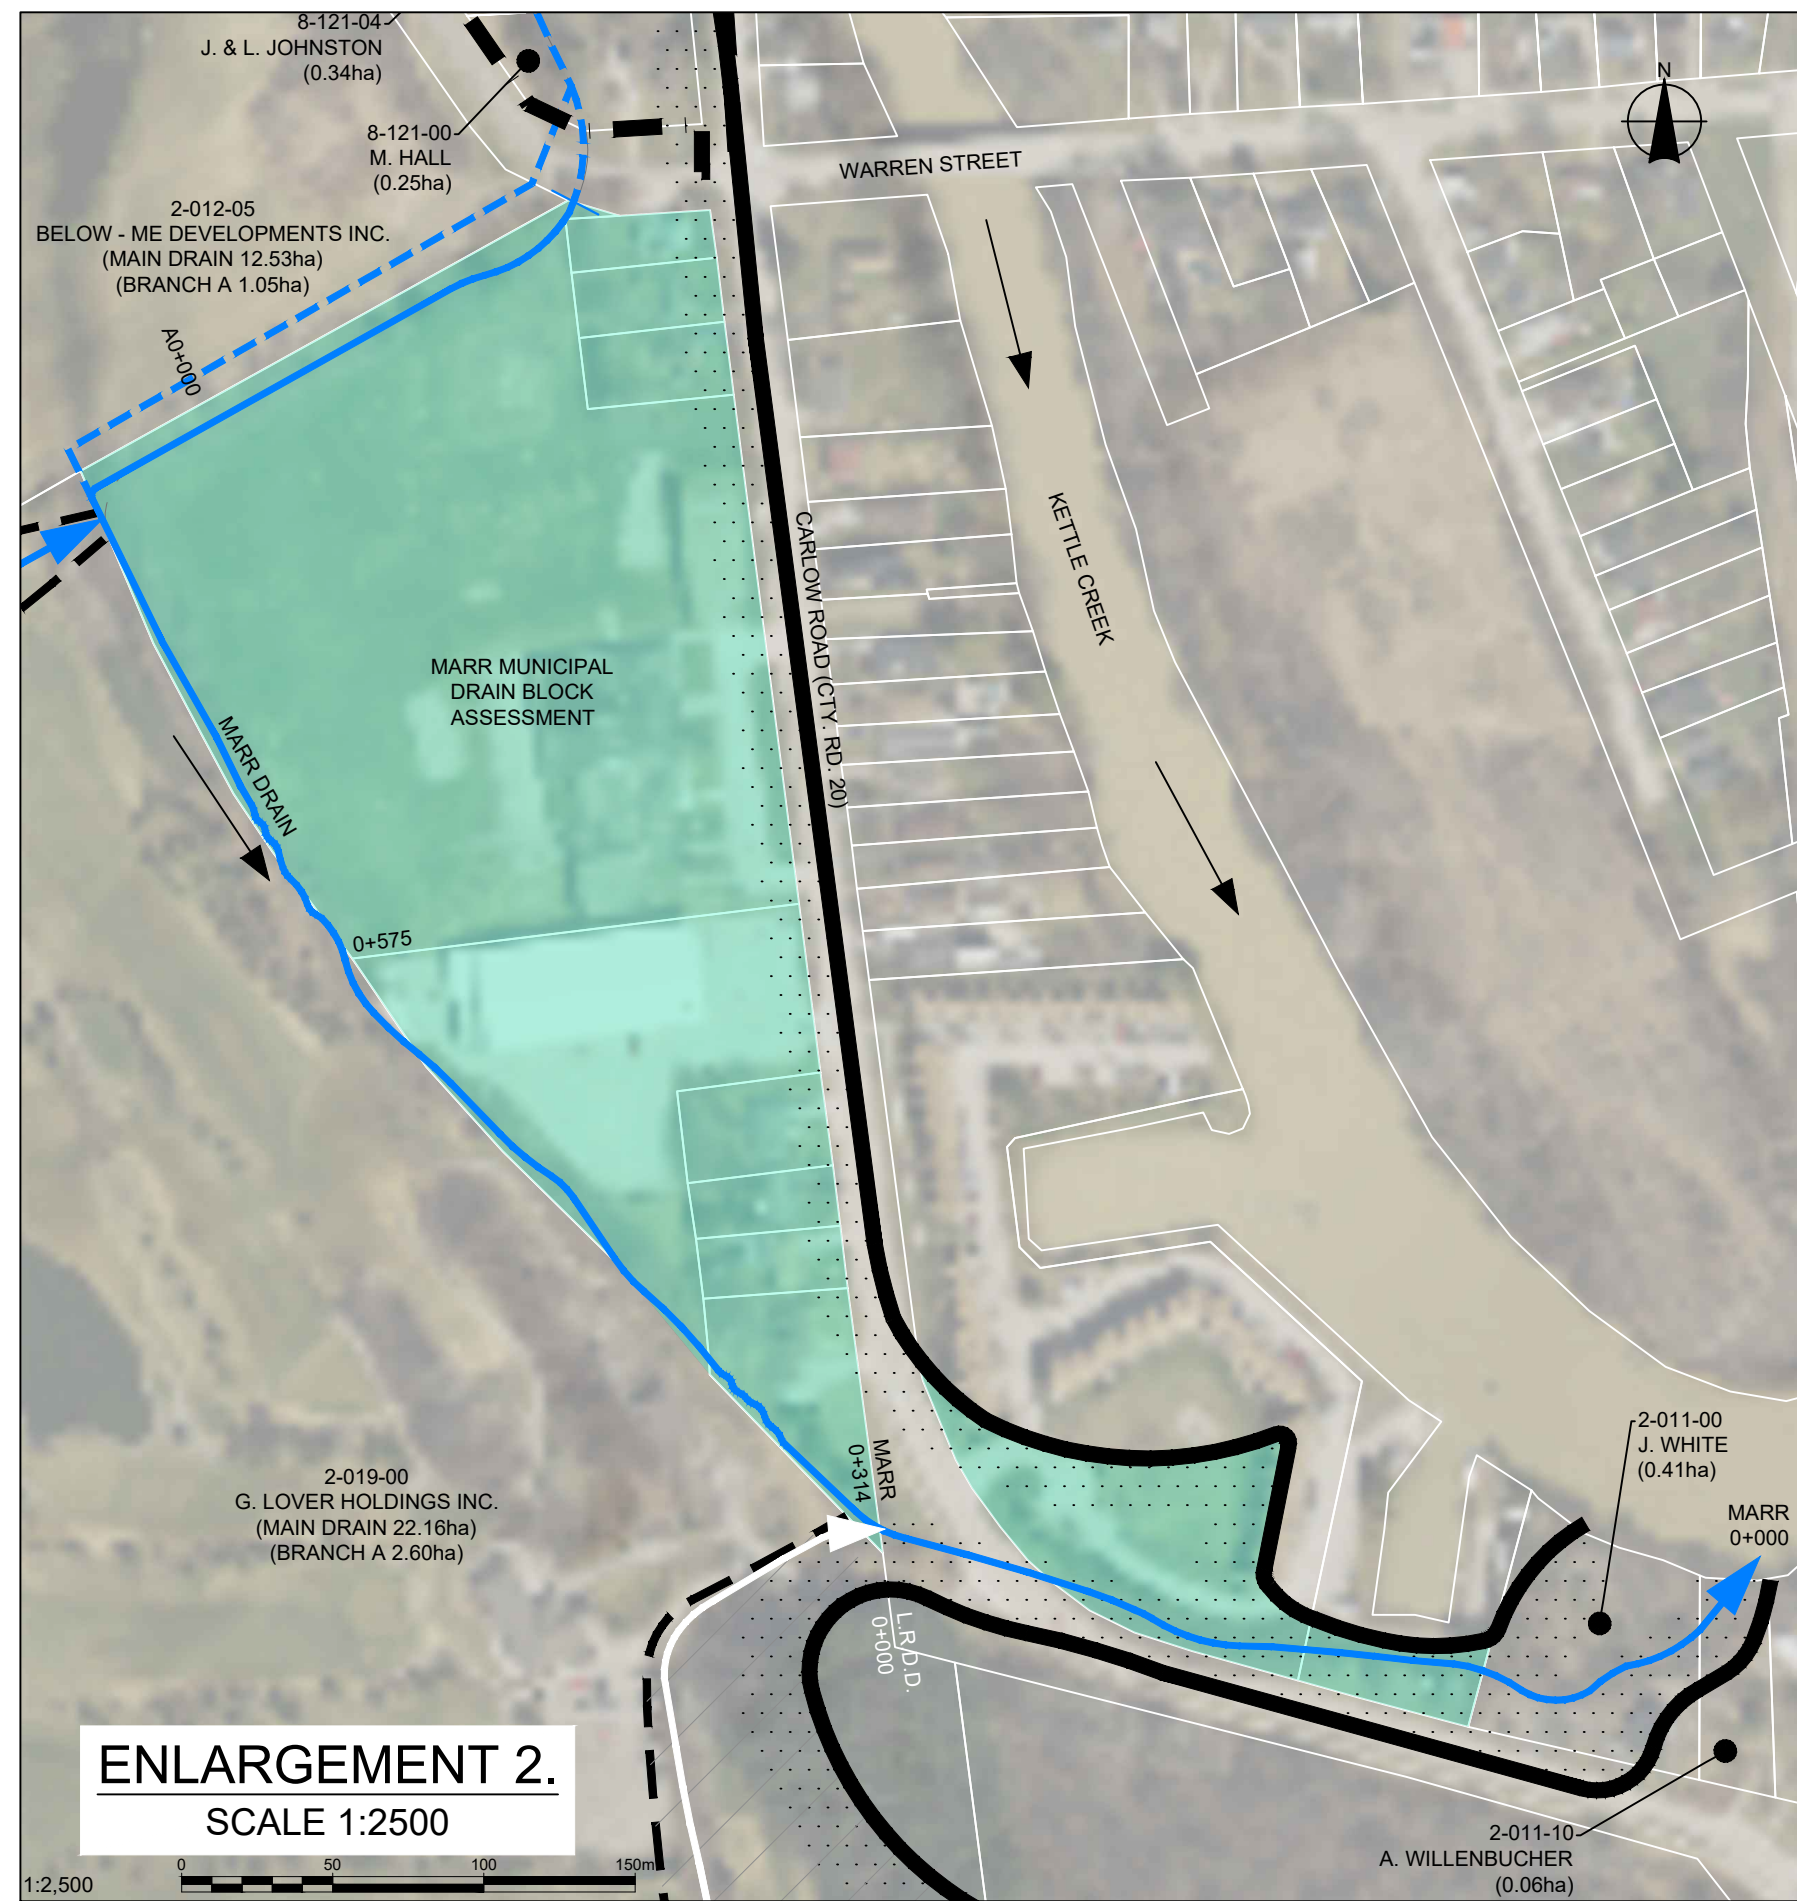 8-121-04
J. & L. JOHNSTON
(0.34ha)
8-121-00
M. HALL
(0.25ha)
2-012-05
BELOW - ME DEVELOPMENTS INC.
(MAIN DRAIN 12.53ha)
(BRANCH A 1.05ha)
A0+000
WARREN STREET
N
KETTLE CREEK
CARLOW ROAD (CTY. RD. 20)
MARR MUNICIPAL
DRAIN BLOCK
ASSESSMENT
MARR DRAIN
0+575
MARR
0+314
2-019-00
G. LOVER HOLDINGS INC.
(MAIN DRAIN 22.16ha)
(BRANCH A 2.60ha)
L.R.D.D.
0+000
2-011-00
J. WHITE
(0.41ha)
MARR
0+000
2-011-10
A. WILLENBUCHER
(0.06ha)
ENLARGEMENT 2.
SCALE 1:2500
0 50 100 150m
1:2,500